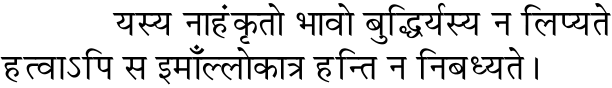 यस्य नाहंकृतो भावो बुद्धिर्यस्य न लिप्यते
हत्वाऽपि स इमाँल्लोकात्र हन्ति न निबध्यते।